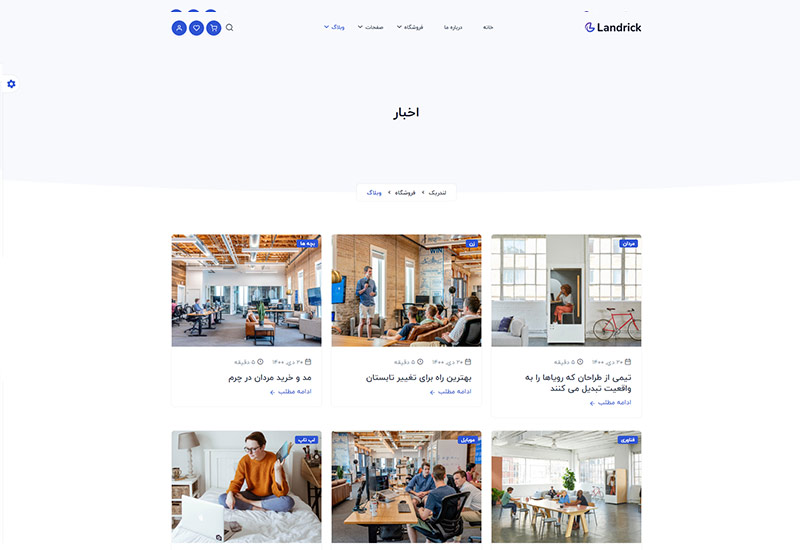 Landrick
خانه
درباره ما
فروشگاه
صفحات
وبلاگ
اخبار
لندریک
فروشگاه
وبلاگ
مردان
۲۰ دی, ۱۴۰۰
۵ دقیقه
تیمی از طراحان که رویاها را به
واقعیت تبدیل می کنند
ادامه مطلب
زن
۲۰ دی, ۱۴۰۰
۵ دقیقه
بهترین راه برای تغییر تابستان
ادامه مطلب
بچه ها
۲۰ دی, ۱۴۰۰
۵ دقیقه
مد و خرید مردان در چرم
ادامه مطلب
فناوری
موبایل
لپ تاپ